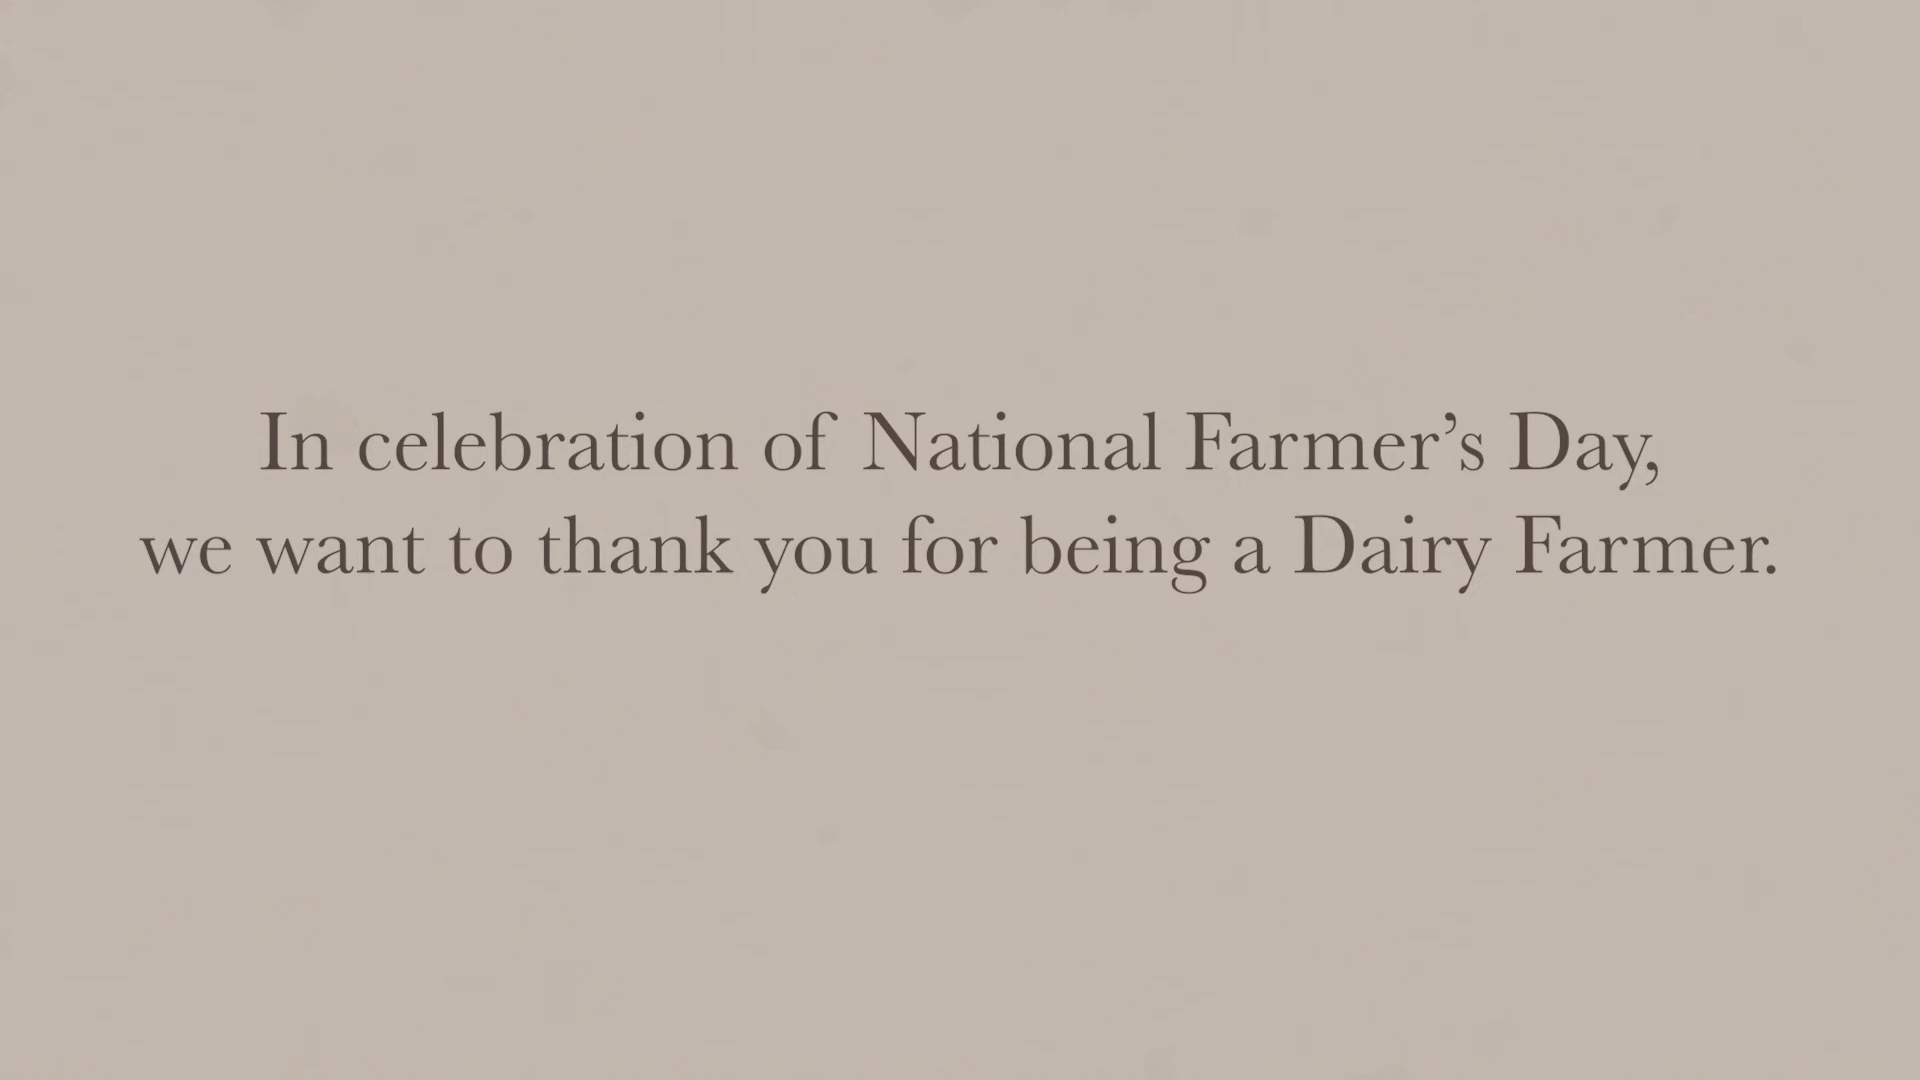 In celebration of National Farmer’s Day,
we want to thank you for being a Dairy Farmer.